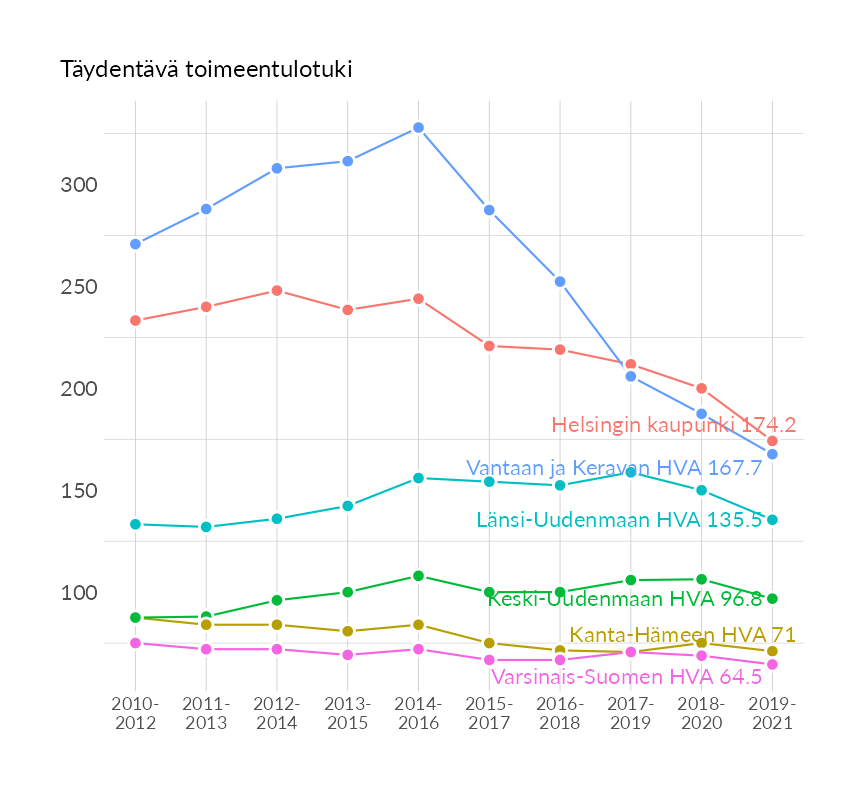 Täydentävä toimeentulotuki
300
250
200
150
100
Helsingin kaupunki 174.2
Vantaan ja Keravan HVA 167.7
Länsi-Uudenmaan HVA 135.5
Keski-Uudenmaan HVA 96.8
Kanta-Hämeen HVA 71
Varsinais-Suomen HVA 64.5
2010- 2011- 2012- 2013- 2014- 2015- 2016- 2017- 2018- 2019-
2012 2013 2014 2015 2016 2017 2018 2019 2020 2021